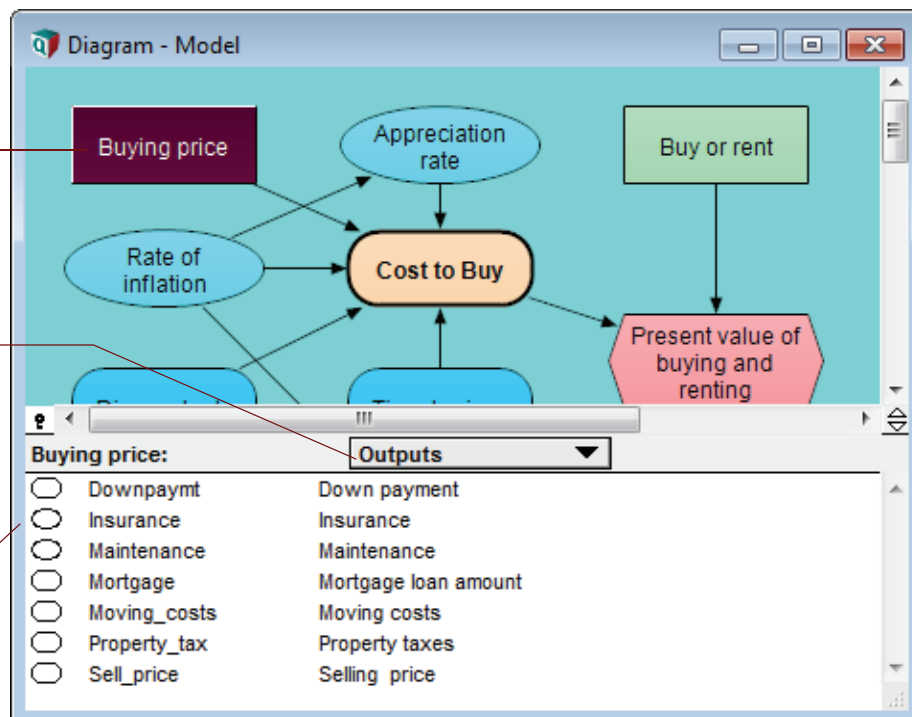 Diagram - Model
Buying price
Appreciation
rate
Buy or rent
Rate of
inflation
Cost to Buy
Present value of
buying and
renting
Buying price:
Outputs
Downpaymt Down payment
Insurance Insurance
Maintenance Maintenance
Mortgage Mortgage loan amount
Moving_costs Moving costs
Property_tax Property taxes
Sell_price Selling price